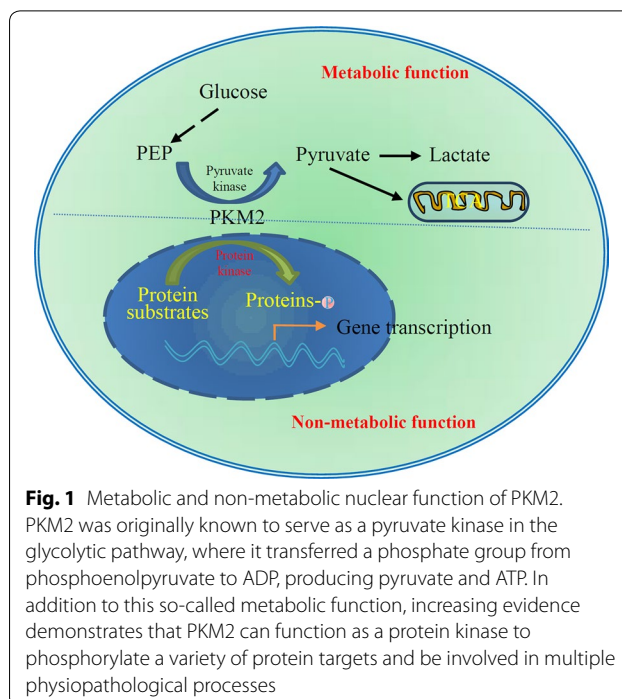 Metabolic function
Glucose
PEP
Pyruvate
kinase
Pyruvate
Lactate
PKM2
Protein
kinase
Protein
substrates
Proteins-P
Gene transcription
Non-metabolic function
Fig. 1 Metabolic and non-metabolic nuclear function of PKM2.
PKM2 was originally known to serve as a pyruvate kinase in the
glycolytic pathway, where it transferred a phosphate group from
phosphoenolpyruvate to ADP, producing pyruvate and ATP. In
addition to this so-called metabolic function, increasing evidence
demonstrates that PKM2 can function as a protein kinase to
phosphorylate a variety of protein targets and be involved in multiple
physiopathological processes